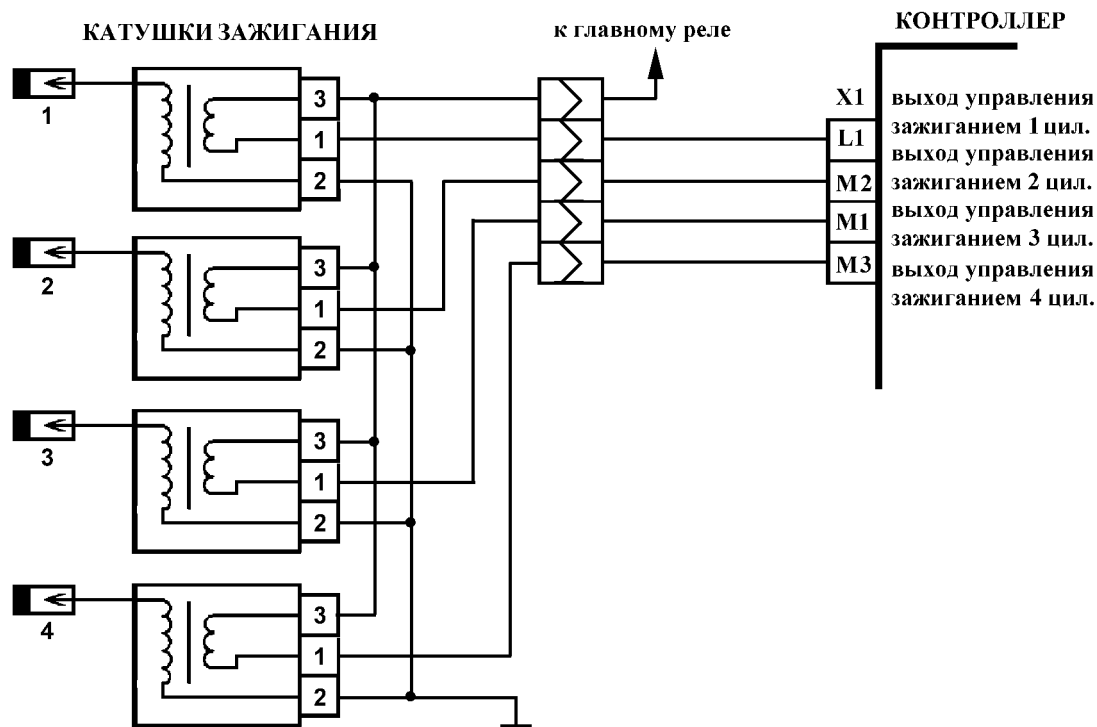 КАТУШКИ ЗАЖИГАНИЯ
к главному реле
КОНТРОЛЛЕР
1
3
1
2
X1
L1
M2
M1
M3
выход управления
зажиганием 1 цил.
выход управления
зажиганием 2 цил.
выход управления
зажиганием 3 цил.
выход управления
зажиганием 4 цил.
2
3
1
2
3
3
1
2
4
3
1
2